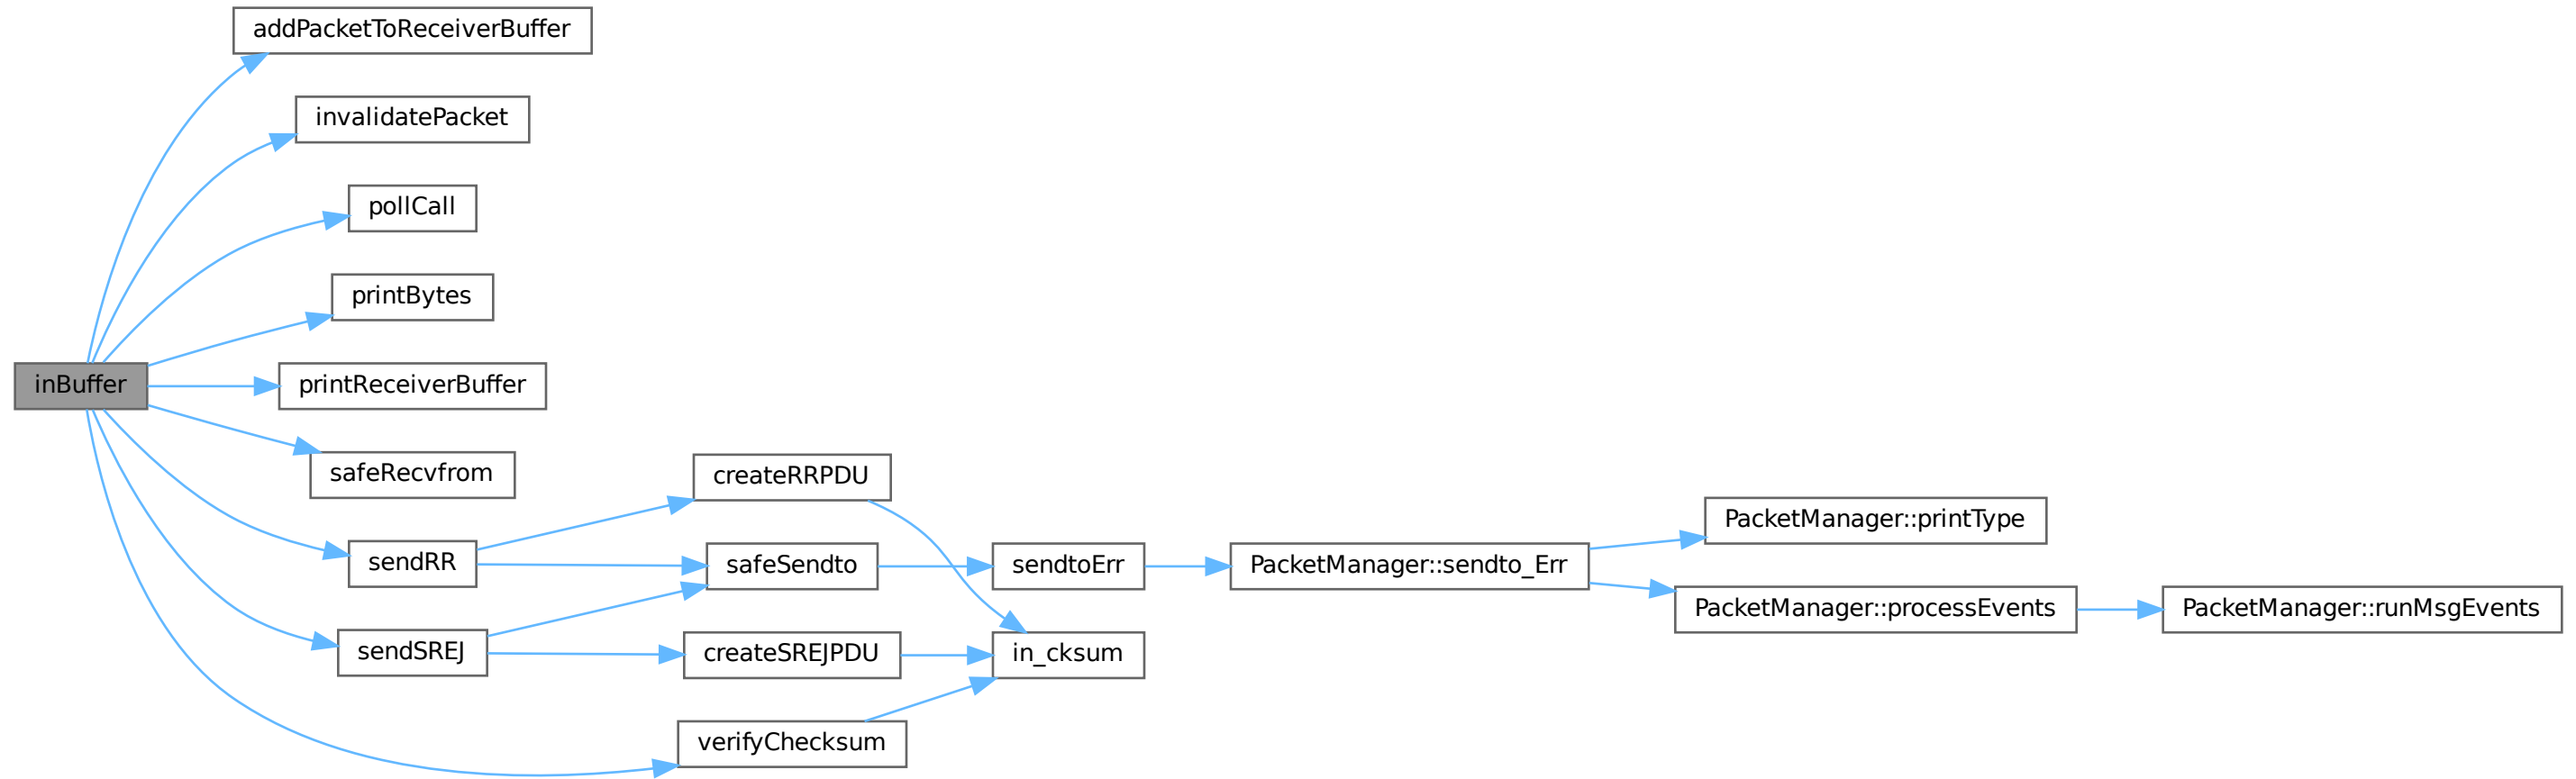 addPacketToReceiverBuffer
invalidatePacket
pollCall
printBytes
inBuffer
printReceiverBuffer
safeRecvfrom
createRRPDU
PacketManager::printType
sendRR
safeSendto
sendtoErr
PacketManager::sendto_Err
PacketManager::processEvents
PacketManager::runMsgEvents
sendSREJ
createSREJPDU
in_cksum
verifyChecksum